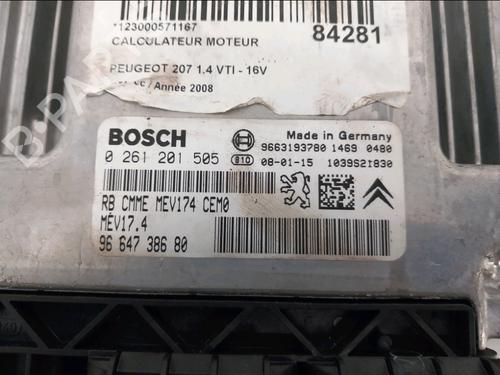 *123000571167
CALCULATEUR MOTEUR
84281
PEUGEOT 207 1.4 VTI - 16V
/Année 2008
BOSCH
Made in Germany
9663193780 1469 0480
0 261 201 505 810 08-01-15 1039S21830
RB CMME MEV174 CEM0
MEV17.4
96 647 386 80